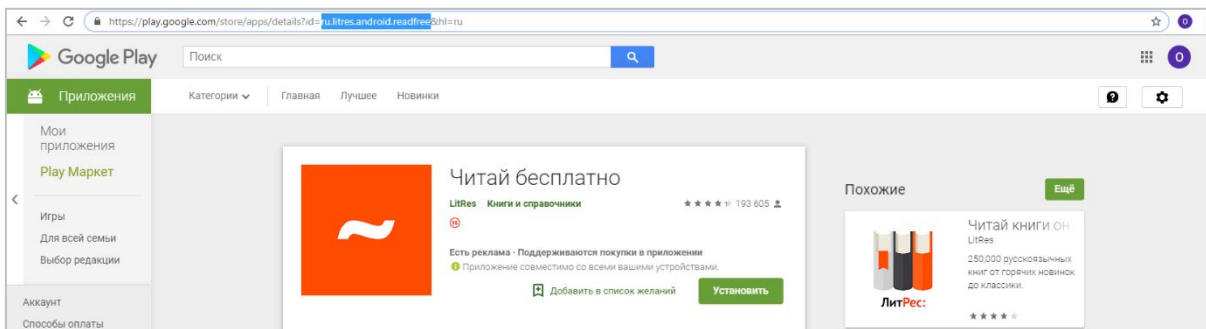 https://play.google.com/store/apps/details?id=ru.litres.android.readfree&hl=ru
O
Google Play
Поиск
O
Приложения
Категории
Главная
Лучшее
Новинки
Мои приложения
Play Маркет
Игры
Для всей семьи
Выбор редакции
Аккаунт
Способы оплаты
Читай бесплатно
LitRes Книги и справочники
193 605
16
Есть реклама · Поддерживаются покупки в приложении
Приложение совместимо со всеми вашими устройствами.
Добавить в список желаний
Установить
Похожие
Ещё
Читай книги он
LitRes
250,000 русскоязычных
книг от горячих новинок
до классики.
ЛитРес: